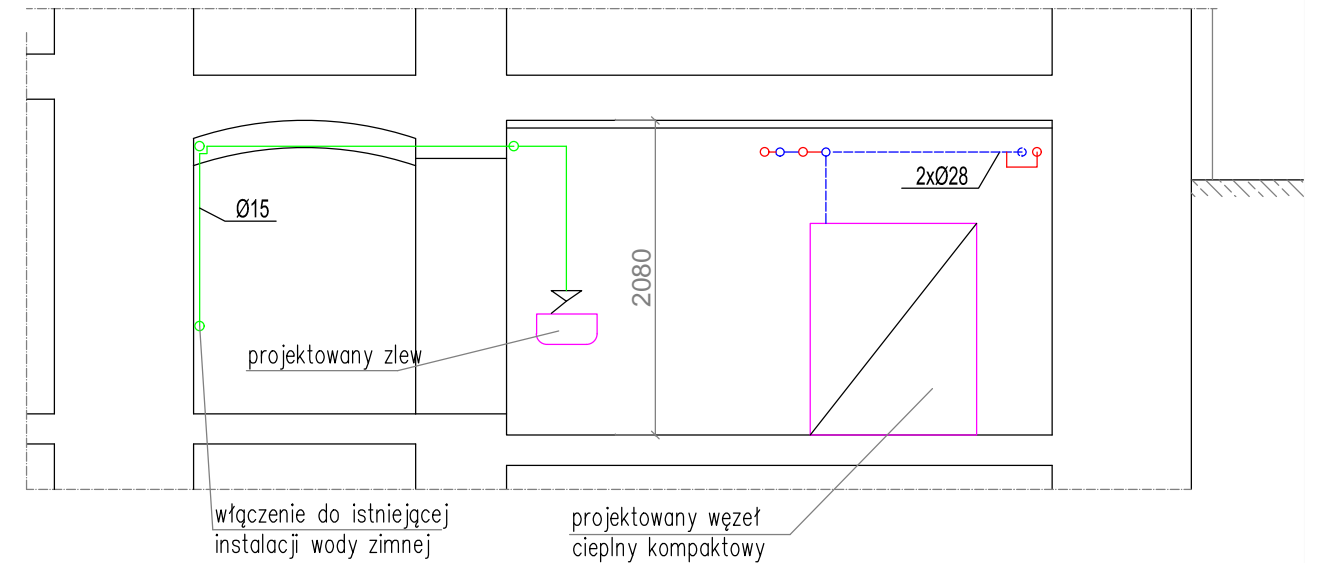 2xØ28
Ø15
2080
projektowany zlew
włączenie do istniejącej
instalacji wody zimnej
projektowany węzeł
cieplny kompaktowy